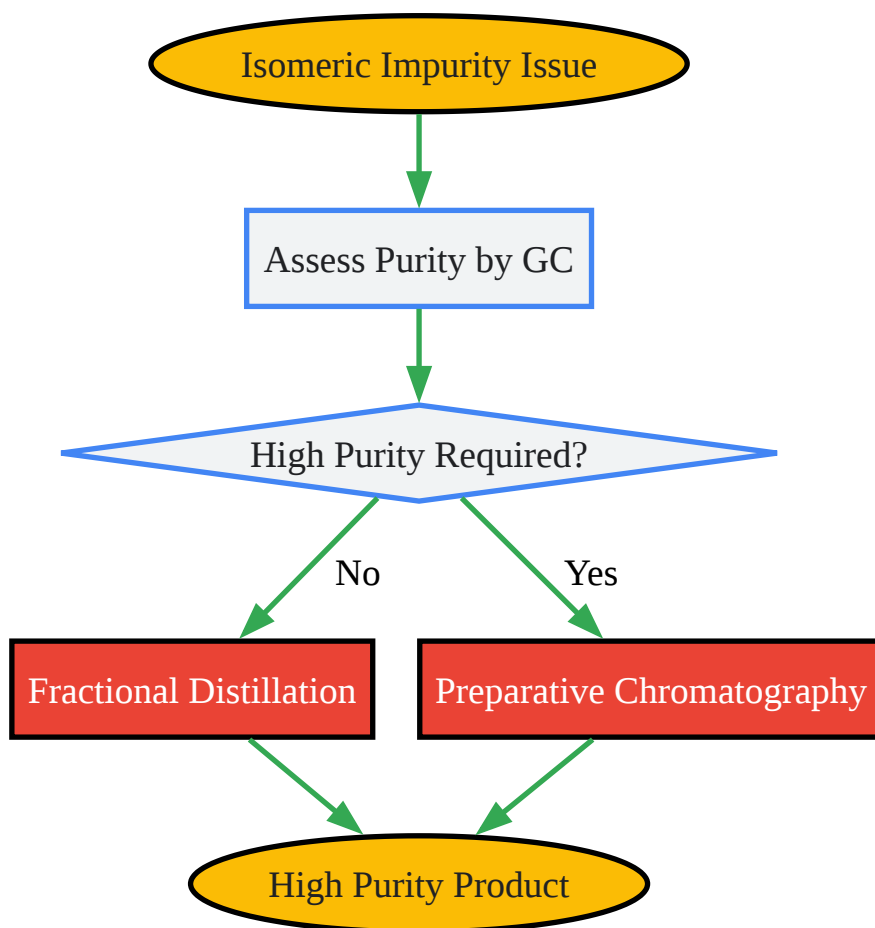 Isomeric Impurity Issue
Assess Purity by GC
High Purity Required?
No
Yes
Fractional Distillation
Preparative Chromatography
High Purity Product